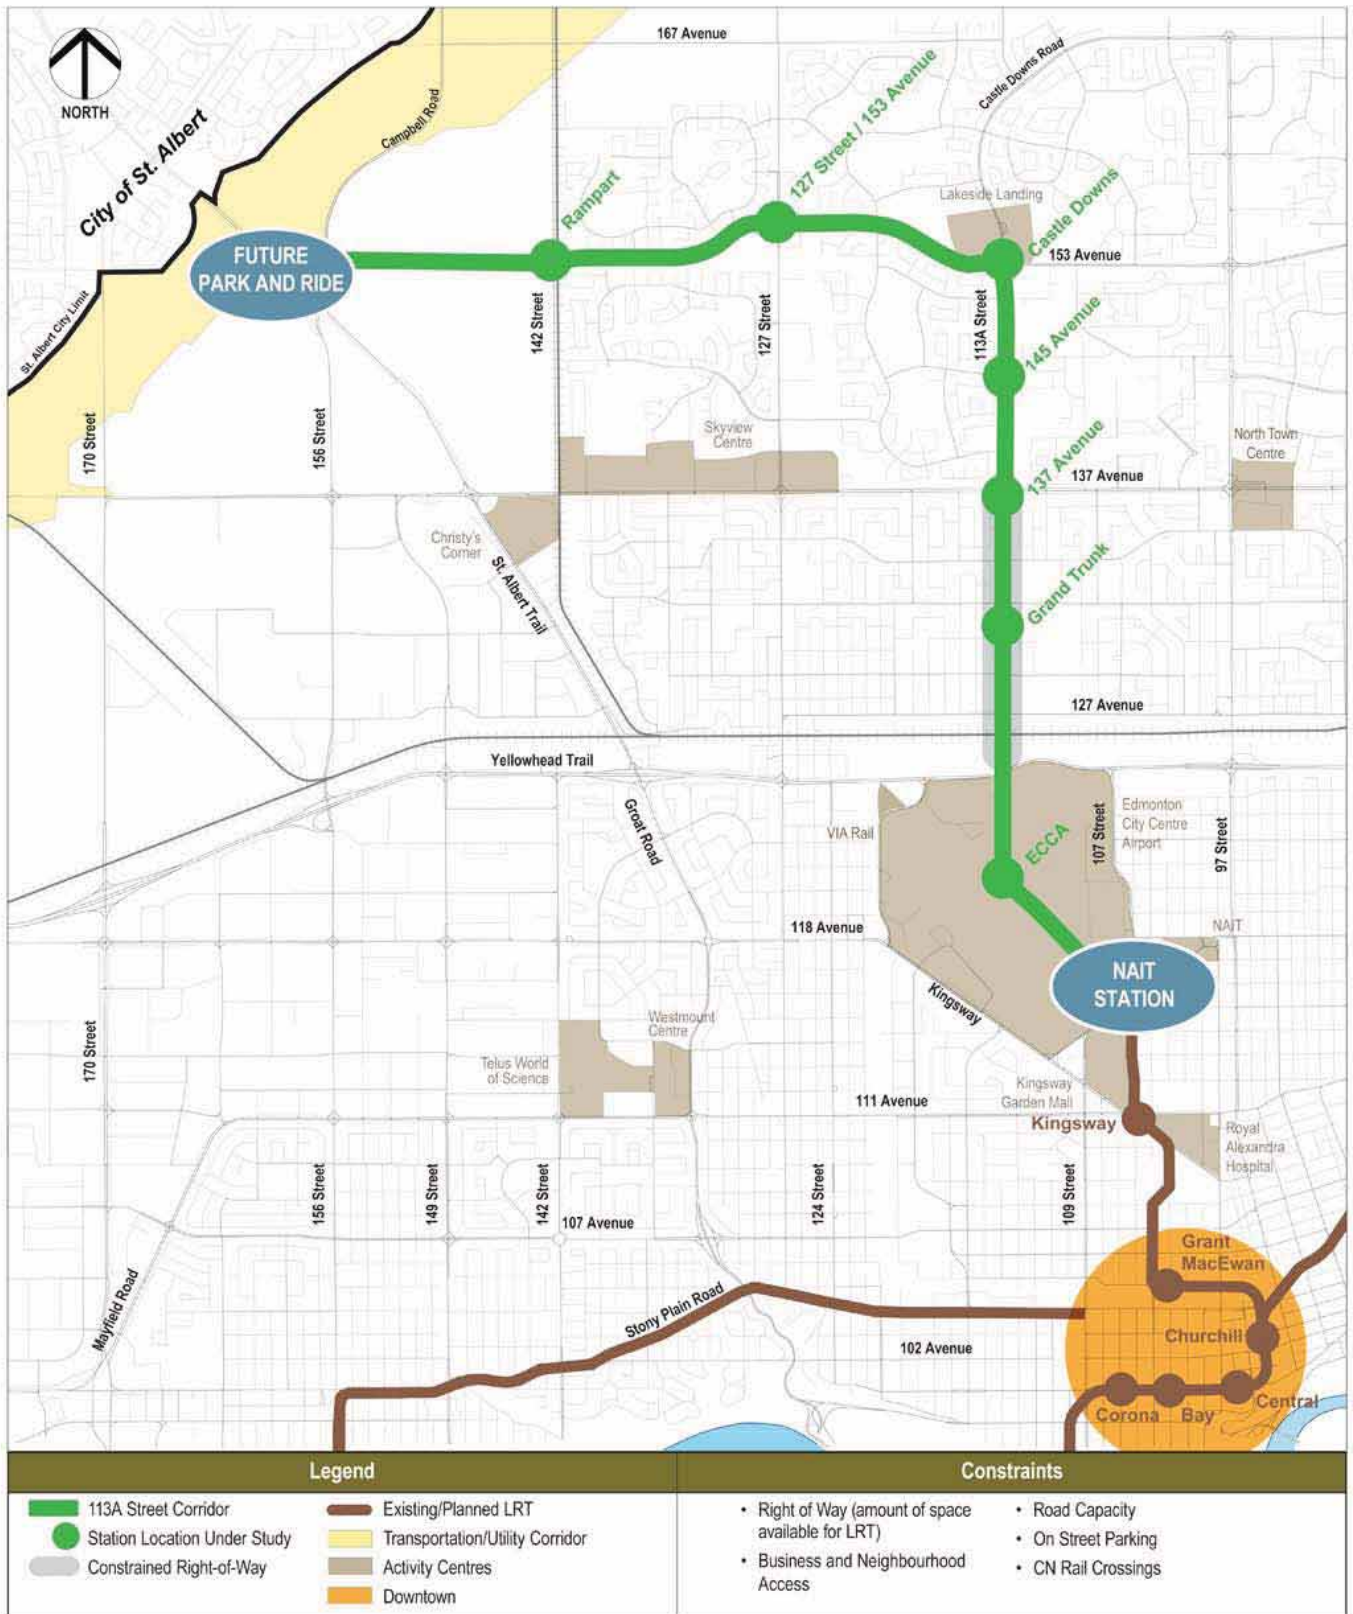 167 Avenue
NORTH
City of St. Albert
Campbell Road
Castle Downs Road
127 Street / 153 Avenue
Rampart
Lakeside Landing
Castle Downs
FUTURE
PARK AND RIDE
153 Avenue
St. Albert City Limit
142 Street
127 Street
113A Street
145 Avenue
170 Street
156 Street
Skyview
Centre
137 Avenue
North Town
Centre
137 Avenue
Christy's
Corner
St. Albert Trail
Grand Trunk
127 Avenue
Yellowhead Trail
Groat Road
VIA Rail
ECCA
107 Street
Edmonton
City Centre
Airport
97 Street
118 Avenue
NAIT
NAIT
STATION
Kingsway
170 Street
Westmount
Centre
Telus World
of Science
Kingsway
Garden Mall
111 Avenue
Kingsway
Royal
Alexandra
Hospital
156 Street
149 Street
142 Street
124 Street
109 Street
107 Avenue
Grant
MacEwan
Mayfield Road
Stony Plain Road
Churchill
102 Avenue
Corona
Bay
Central
Legend
113A Street Corridor
Station Location Under Study
Constrained Right-of-Way
Existing/Planned LRT
Transportation/Utility Corridor
Activity Centres
Downtown
Constraints
• Right of Way (amount of space
available for LRT)
• Business and Neighbourhood
Access
• Road Capacity
• On Street Parking
• CN Rail Crossings